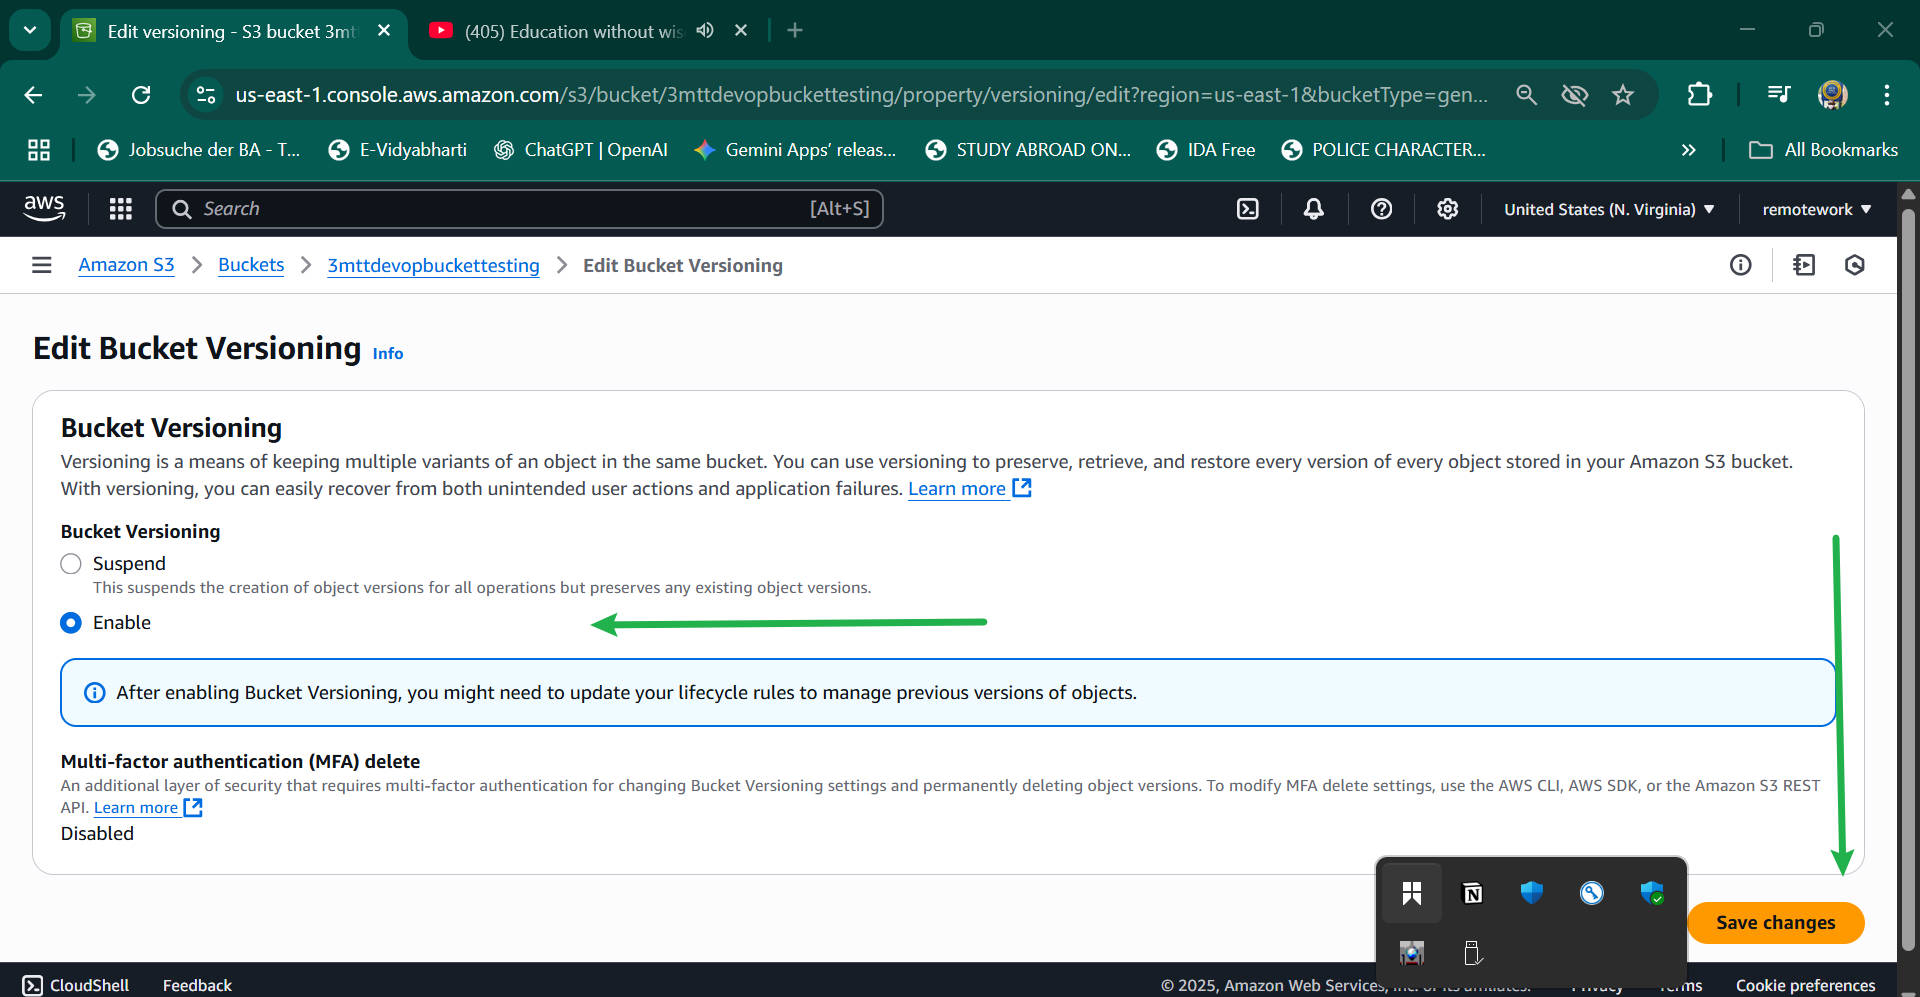 Edit versioning - S3 bucket 3mt
(405) Education without wis
us-east-1.console.aws.amazon.com/s3/bucket/3mttdevopbuckettesting/property/versioning/edit?region=us-east-1&bucketType=gen...
Jobsuche der BA - T...
E-Vidyabharti
ChatGPT | OpenAI
Gemini Apps' releas...
STUDY ABROAD ON...
IDA Free
POLICE CHARACTER...
All Bookmarks
aws
Search
[Alt+S]
United States (N. Virginia)
remotework
Amazon S3
Buckets
3mttdevopbuckettesting
Edit Bucket Versioning
Edit Bucket Versioning Info
Bucket Versioning
Versioning is a means of keeping multiple variants of an object in the same bucket. You can use versioning to preserve, retrieve, and restore every version of every object stored in your Amazon S3 bucket.
With versioning, you can easily recover from both unintended user actions and application failures. Learn more
Bucket Versioning
Suspend
This suspends the creation of object versions for all operations but preserves any existing object versions.
Enable
After enabling Bucket Versioning, you might need to update your lifecycle rules to manage previous versions of objects.
Multi-factor authentication (MFA) delete
An additional layer of security that requires multi-factor authentication for changing Bucket Versioning settings and permanently deleting object versions. To modify MFA delete settings, use the AWS CLI, AWS SDK, or the Amazon S3 REST
API. Learn more
Disabled
Save changes
CloudShell
Feedback
© 2025, Amazon Web Services, Inc. or its affiliates.
Privacy
Terms
Cookie preferences